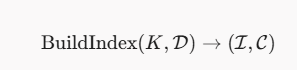 BuildIndex(K, 𝒟) → (ℐ, 𝒞)